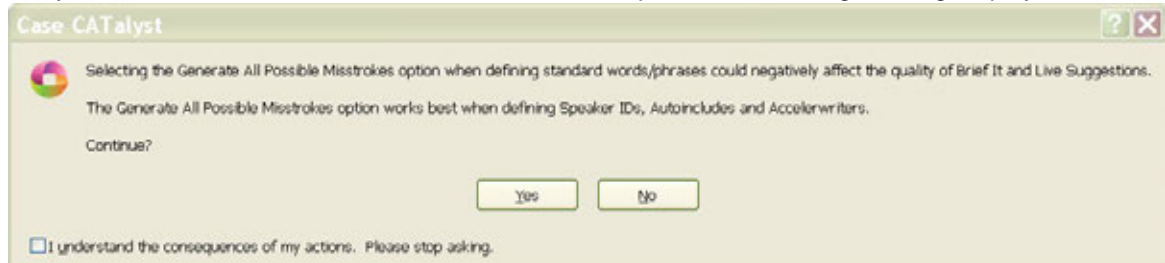 Case CATalyst
Selecting the Generate All Possible Misstrokes option when defining standard words/phrases could negatively affect the quality of Brief It and Live Suggestions.
The Generate All Possible Misstrokes option works best when defining Speaker IDs, Autoincludes and Accelerwriters.
Continue?
Yes No
I understand the consequences of my actions. Please stop asking.